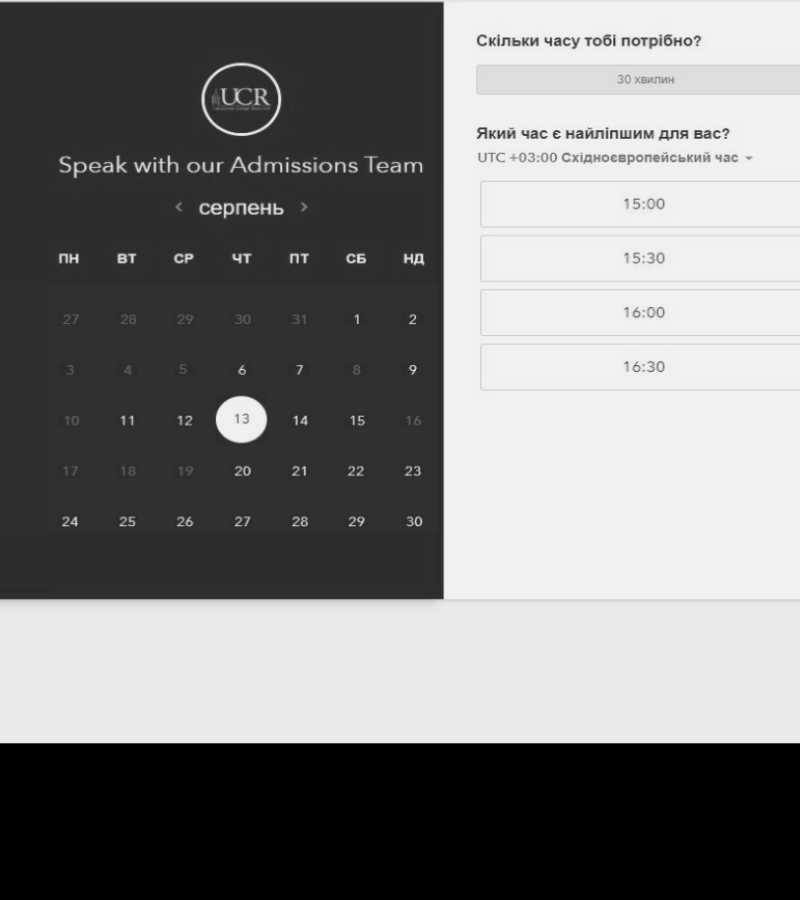 UCR
Speak with our Admissions Team
< серпень >
ПН ВТ СР ЧТ ПТ СБ НД
27 28 29 30 31 1 2
3 4 5 6 7 8 9
10 11 12 13 14 15 16
17 18 19 20 21 22 23
24 25 26 27 28 29 30
Скільки часу тобі потрібно?
30 хвилин
Який час є найліпшим для вас?
UTC +03:00 Східноєвропейський час
15:00
15:30
16:00
16:30